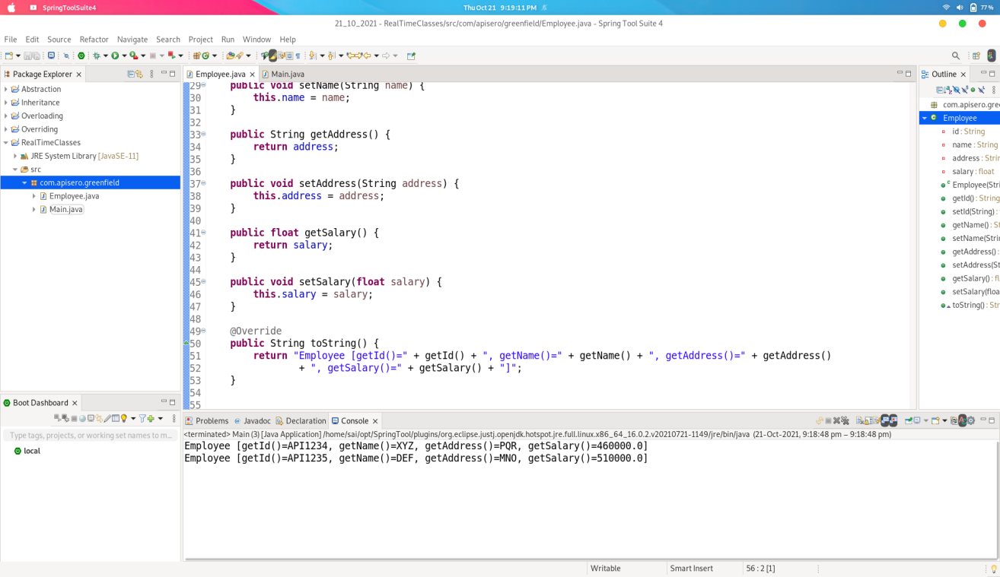 SpringToolSuite4
Thu Oct 21 9:19:11 PM
77 %
21_10_2021 - RealTimeClasses/src/com/apisero/greenfield/Employee.java - Spring Tool Suite 4
File Edit Source Refactor Navigate Search Project Run Window Help
Package Explorer
Abstraction
Inheritance
Overloading
Overriding
RealTimeClasses
JRE System Library [JavaSE-11]
src
com.apisero.greenfield
Employee.java
Main.java
Employee.java Main.java
29 public void setName(String name) {
30 this.name = name;
31 }
32
33 public String getAddress() {
34 return address;
35 }
36
37 public void setAddress(String address) {
38 this.address = address;
39 }
40
41 public float getSalary() {
42 return salary;
43 }
44
45 public void setSalary(float salary) {
46 this.salary = salary;
47 }
48
49 @Override
50 public String toString() {
51 return "Employee [getId()=" + getId() + ", getName()=" + getName() + ", getAddress()=" + getAddress()
52 + ", getSalary()=" + getSalary() + "]";
53 }
54
55
Outline
com.apisero.gree
Employee
id : String
name : String
address : Strin
salary : float
Employee(Stri
getId() : String
setId(String) :
getName() : St
setName(Strin
getAddress() :
setAddress(St
getSalary() : fl
setSalary(floa
toString() : Str
Boot Dashboard
Type tags, projects, or working set names to m...
local
Problems Javadoc Declaration Console
<terminated> Main (3) [Java Application] /home/sai/opt/SpringTool/plugins/org.eclipse.justj.openjdk.hotspot.jre.full.linux.x86_64_16.0.2.v20210721-1149/jre/bin/java (21-Oct-2021, 9:18:48 pm – 9:18:48 pm)
Employee [getId()=API1234, getName()=XYZ, getAddress()=PQR, getSalary()=460000.0]
Employee [getId()=API1235, getName()=DEF, getAddress()=MNO, getSalary()=510000.0]
Writable Smart Insert 56 : 2 [1]